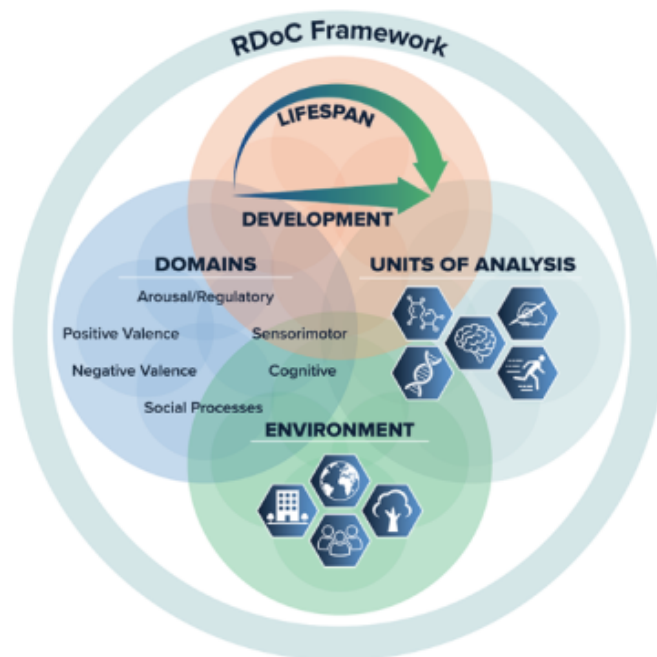 RDoC Framework
LIFESPAN
DEVELOPMENT
DOMAINS
Arousal/Regulatory
Positive Valence
Sensorimotor
Negative Valence
Cognitive
Social Processes
UNITS OF ANALYSIS
ENVIRONMENT